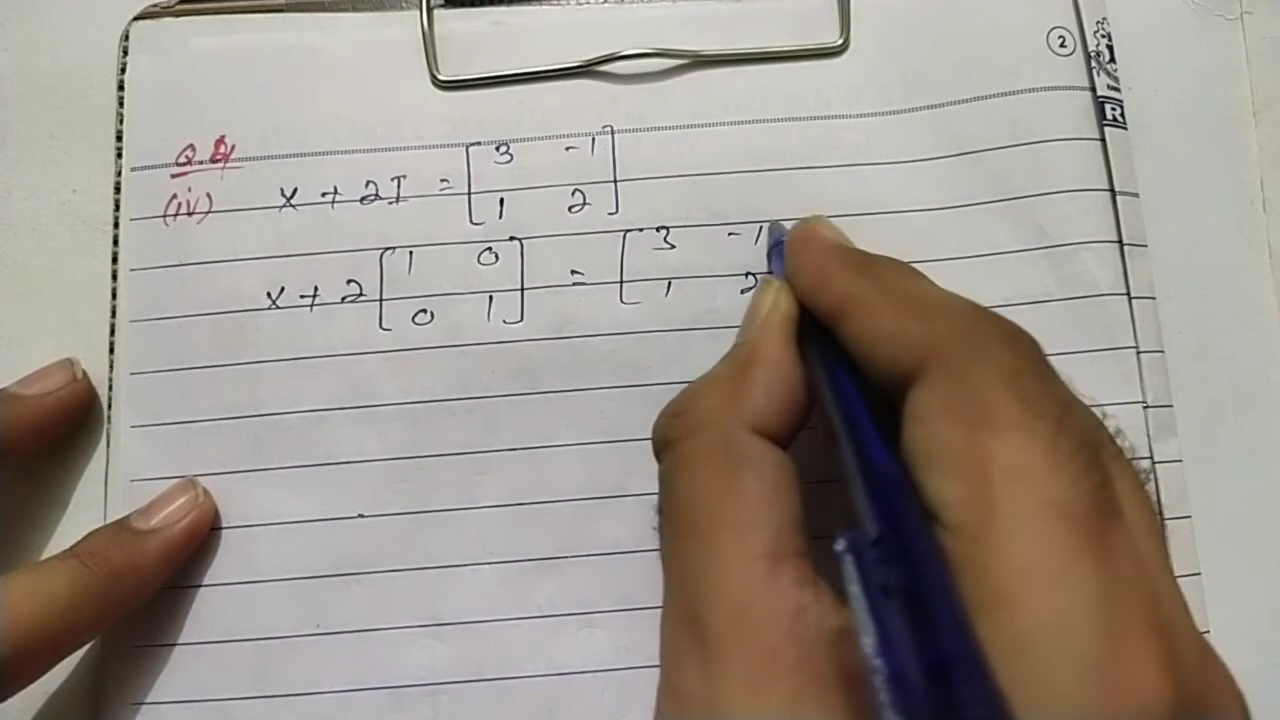 2
R
Q 4
(iv) x + 2I = [3 -1
1 2]
x + 2 [1 0
0 1] = [3 -1
1 2